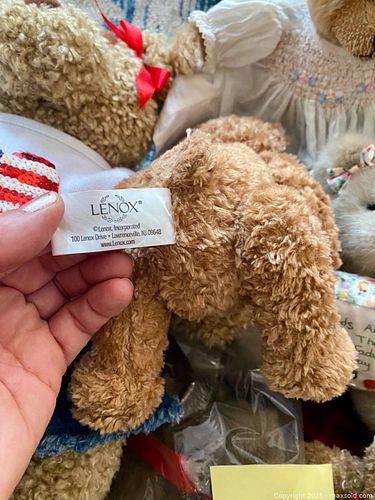 LENOX®
© Lenox, Incorporated
100 Lenox Drive • Lawrenceville, NJ 08648
www.Lenox.com
Copyright 2025 - maxsold.com